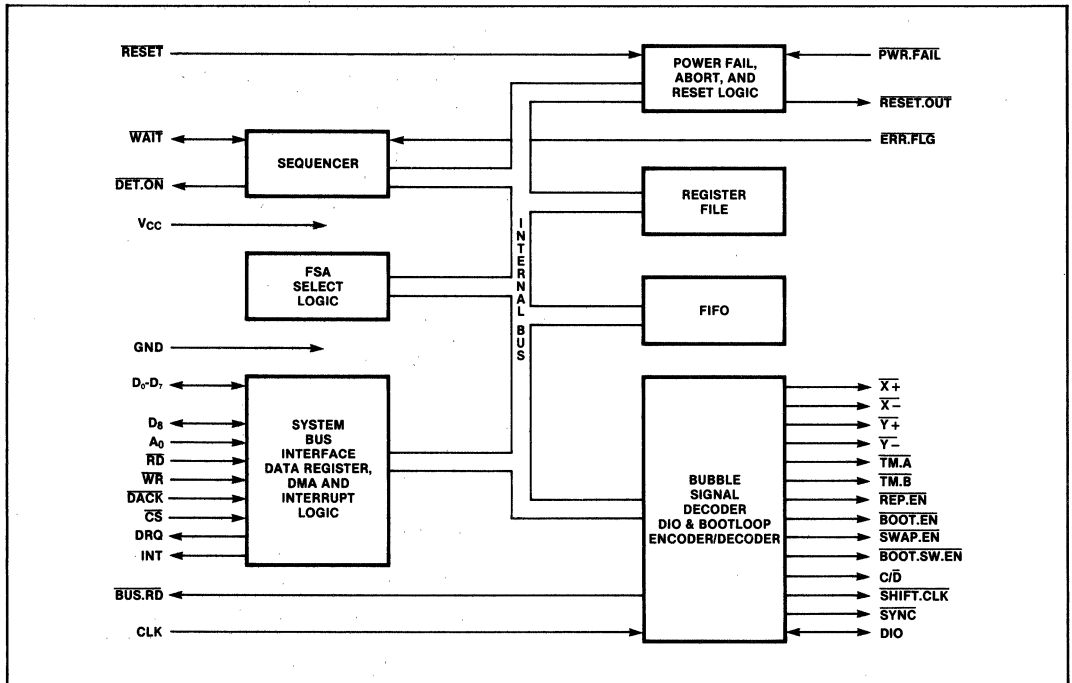 RESET
WAIT
DET.ON
VCC
GND
D0-D7
D8
A0
RD
WR
DACK
CS
DRQ
INT
BUS.RD
CLK
SEQUENCER
FSA
SELECT
LOGIC
SYSTEM
BUS
INTERFACE
DATA REGISTER,
DMA AND
INTERRUPT
LOGIC
INTERNAL BUS
POWER FAIL,
ABORT, AND
RESET LOGIC
REGISTER
FILE
FIFO
BUBBLE
SIGNAL
DECODER
DIO & BOOTLOOP
ENCODER/DECODER
PWR.FAIL
RESET.OUT
ERR.FLG
X+
X−
Y+
Y−
TM.A
TM.B
REP.EN
BOOT.EN
SWAP.EN
BOOT.SW.EN
C/D
SHIFT.CLK
SYNC
DIO